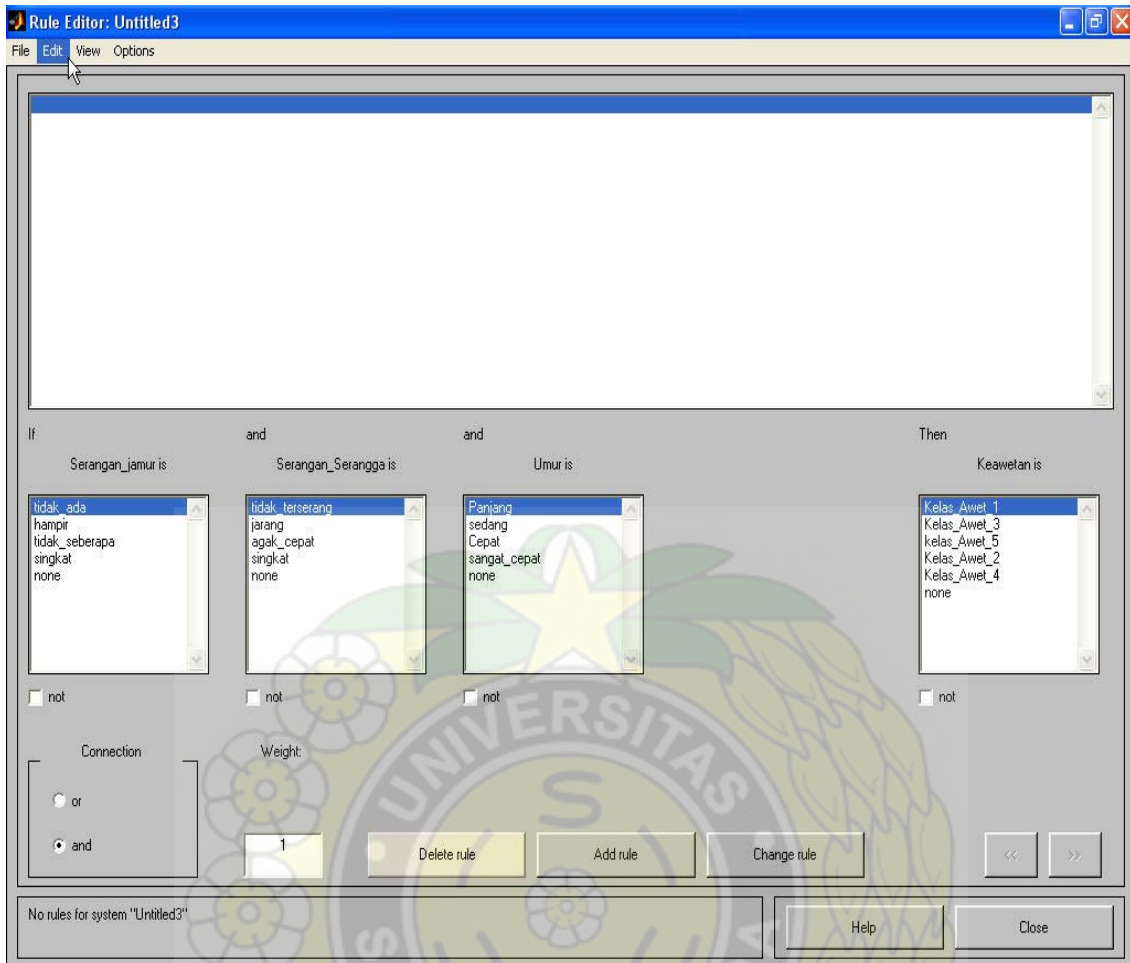 Rule Editor: Untitled3
File Edit View Options
If and and Then
Serangan_jamur is Serangan_Serangga is Umur is Keawetan is
tidak_ada
hampir
tidak_seberapa
singkat
none
tidak_terserang
jarang
agak_cepat
singkat
none
Panjang
sedang
Cepat
sangat_cepat
none
Kelas_Awet_1
Kelas_Awet_3
kelas_Awet_5
Kelas_Awet_2
Kelas_Awet_4
none
not not not not
Connection
or
and
Weight:
1
Delete rule Add rule Change rule << >>
No rules for system "Untitled3"
Help Close
UNIVERSITAS
S